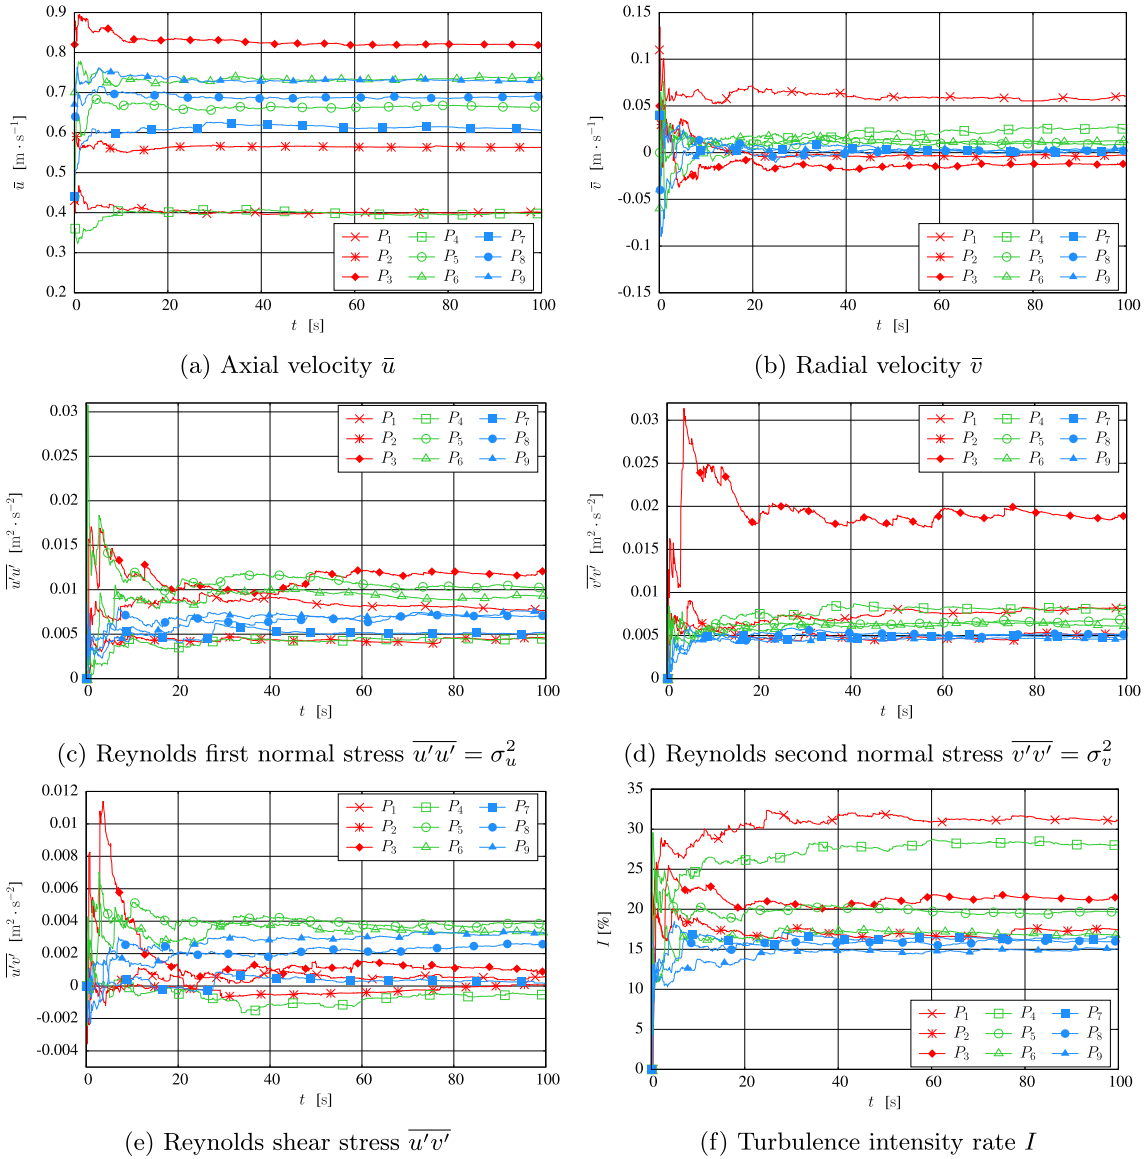 0.9
0.8
0.7
0.6
0.5
0.4
0.3
0.2
ū [m · s⁻¹]
P₁ P₄ P₇
P₂ P₅ P₈
P₃ P₆ P₉
0 20 40 60 80 100
t [s]
(a) Axial velocity ū
0.15
0.1
0.05
0
-0.05
-0.1
-0.15
v̄ [m · s⁻¹]
P₁ P₄ P₇
P₂ P₅ P₈
P₃ P₆ P₉
0 20 40 60 80 100
t [s]
(b) Radial velocity v̄
0.03
0.025
0.02
0.015
0.01
0.005
0
u′u′ [m² · s⁻²]
P₁ P₄ P₇
P₂ P₅ P₈
P₃ P₆ P₉
0 20 40 60 80 100
t [s]
(c) Reynolds first normal stress u′u′ = σᵤ²
0.03
0.025
0.02
0.015
0.01
0.005
0
v′v′ [m² · s⁻²]
P₁ P₄ P₇
P₂ P₅ P₈
P₃ P₆ P₉
0 20 40 60 80 100
t [s]
(d) Reynolds second normal stress v′v′ = σᵥ²
0.012
0.01
0.008
0.006
0.004
0.002
0
-0.002
-0.004
u′v′ [m² · s⁻²]
P₁ P₄ P₇
P₂ P₅ P₈
P₃ P₆ P₉
0 20 40 60 80 100
t [s]
(e) Reynolds shear stress u′v′
35
30
25
20
15
10
5
0
I [%]
P₁ P₄ P₇
P₂ P₅ P₈
P₃ P₆ P₉
0 20 40 60 80 100
t [s]
(f) Turbulence intensity rate I